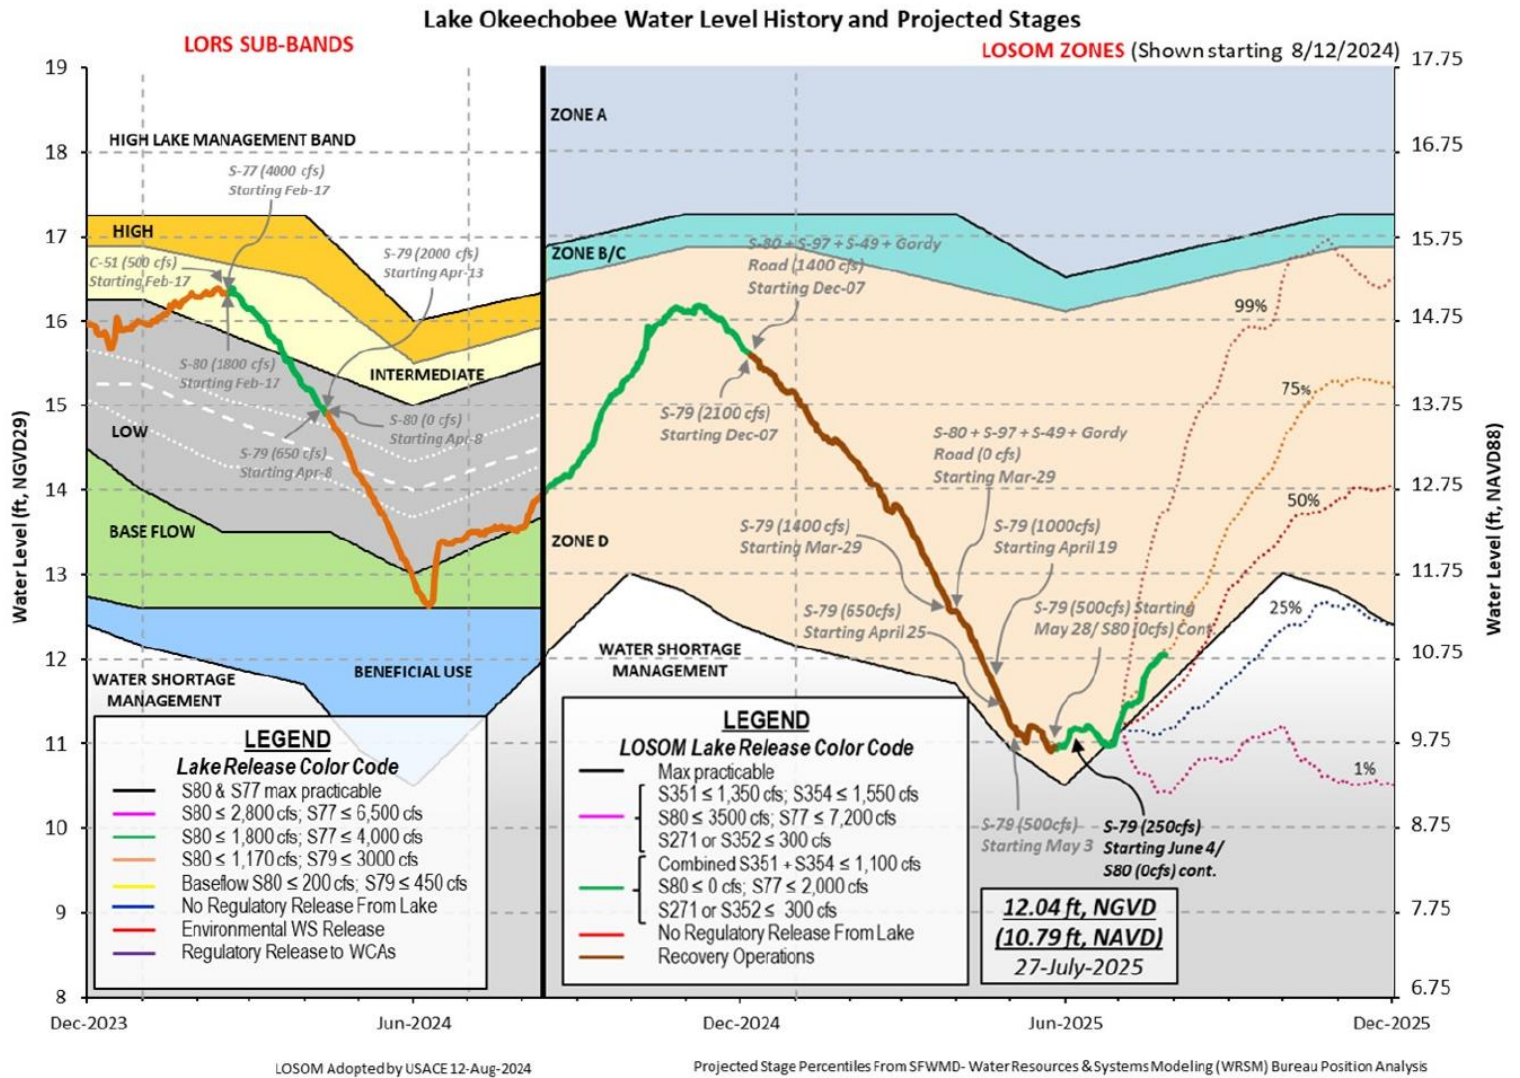 Lake Okeechobee Water Level History and Projected Stages
LORS SUB-BANDS
LOSOM ZONES (Shown starting 8/12/2024)
Water Level (ft, NGVD29)
19
18
17
16
15
14
13
12
11
10
9
8
HIGH LAKE MANAGEMENT BAND
S-77 (4000 cfs)
Starting Feb-17
HIGH
C-51 (500 cfs)
Starting Feb-17
S-79 (2000 cfs)
Starting Apr-13
S-80 (1800 cfs)
Starting Feb-17
INTERMEDIATE
S-80 (0 cfs)
Starting Apr-8
LOW
S-79 (650 cfs)
Starting Apr-8
BASE FLOW
BENEFICIAL USE
WATER SHORTAGE
MANAGEMENT
LEGEND
Lake Release Color Code
S80 & S77 max practicable
S80 ≤ 2,800 cfs; S77 ≤ 6,500 cfs
S80 ≤ 1,800 cfs; S77 ≤ 4,000 cfs
S80 ≤ 1,170 cfs; S79 ≤ 3000 cfs
Baseflow S80 ≤ 200 cfs; S79 ≤ 450 cfs
No Regulatory Release From Lake
Environmental WS Release
Regulatory Release to WCAs
ZONE A
ZONE B/C
S-80 + S-97 + S-49 + Gordy
Road (1400 cfs)
Starting Dec-07
99%
75%
S-79 (2100 cfs)
Starting Dec-07
S-80 + S-97 + S-49 + Gordy
Road (0 cfs)
Starting Mar-29
50%
ZONE D
S-79 (1400 cfs)
Starting Mar-29
S-79 (1000cfs)
Starting April 19
S-79 (650cfs)
Starting April 25
S-79 (500cfs) Starting
May 28/ S80 (0cfs) Cont.
25%
WATER SHORTAGE
MANAGEMENT
1%
S-79 (500cfs)
Starting May 3
S-79 (250cfs)
Starting June 4/
S80 (0cfs) cont.
LEGEND
LOSOM Lake Release Color Code
Max practicable
S351 ≤ 1,350 cfs; S354 ≤ 1,550 cfs
S80 ≤ 3500 cfs; S77 ≤ 7,200 cfs
S271 or S352 ≤ 300 cfs
Combined S351 + S354 ≤ 1,100 cfs
S80 ≤ 0 cfs; S77 ≤ 2,000 cfs
S271 or S352 ≤ 300 cfs
No Regulatory Release From Lake
Recovery Operations
12.04 ft, NGVD
(10.79 ft, NAVD)
27-July-2025
17.75
16.75
15.75
14.75
13.75
12.75
11.75
10.75
9.75
8.75
7.75
6.75
Water Level (ft, NAVD88)
Dec-2023
Jun-2024
Dec-2024
Jun-2025
Dec-2025
LOSOM Adopted by USACE 12-Aug-2024
Projected Stage Percentiles From SFWMD- Water Resources & Systems Modeling (WRSM) Bureau Position Analysis